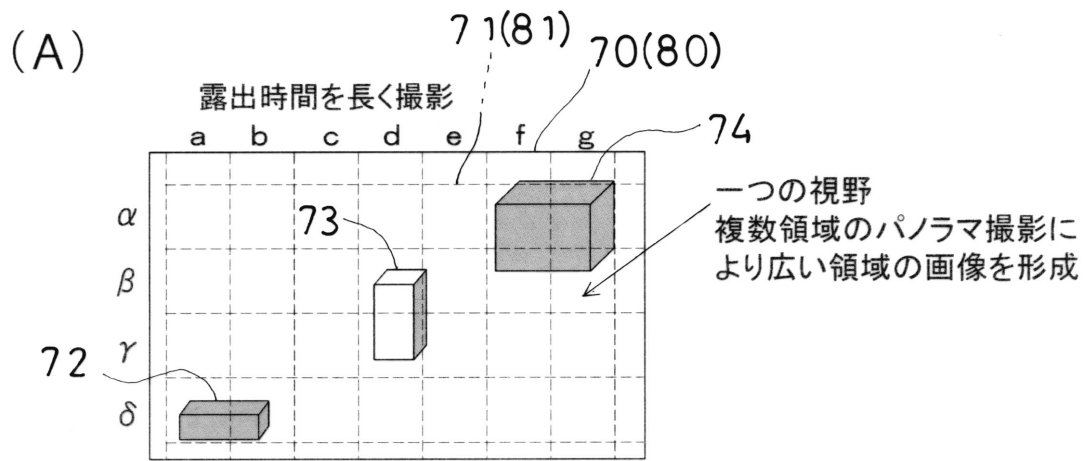 (A)
71(81)
70(80)
露出時間を長く撮影
a b c d e f g
74
α
β
γ
δ
73
72
一つの視野
複数領域のパノラマ撮影に
より広い領域の画像を形成